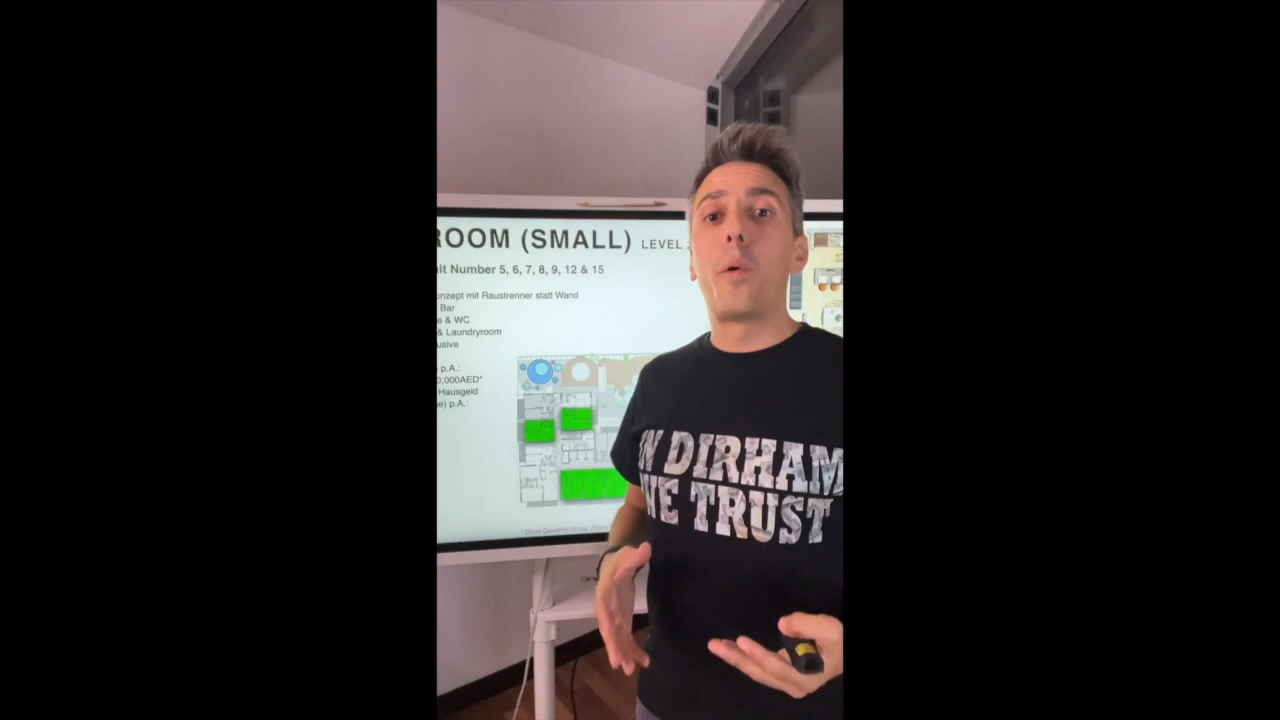 ROOM (SMALL) LEVEL
it Number 5, 6, 7, 8, 9, 12 & 15
onzept mit Raustrenner statt Wand
Bar
e & WC
& Laundryroom
usive
p.A.:
0,000AED*
Hausgeld
e) p.A.:
IN DIRHAM
WE TRUST